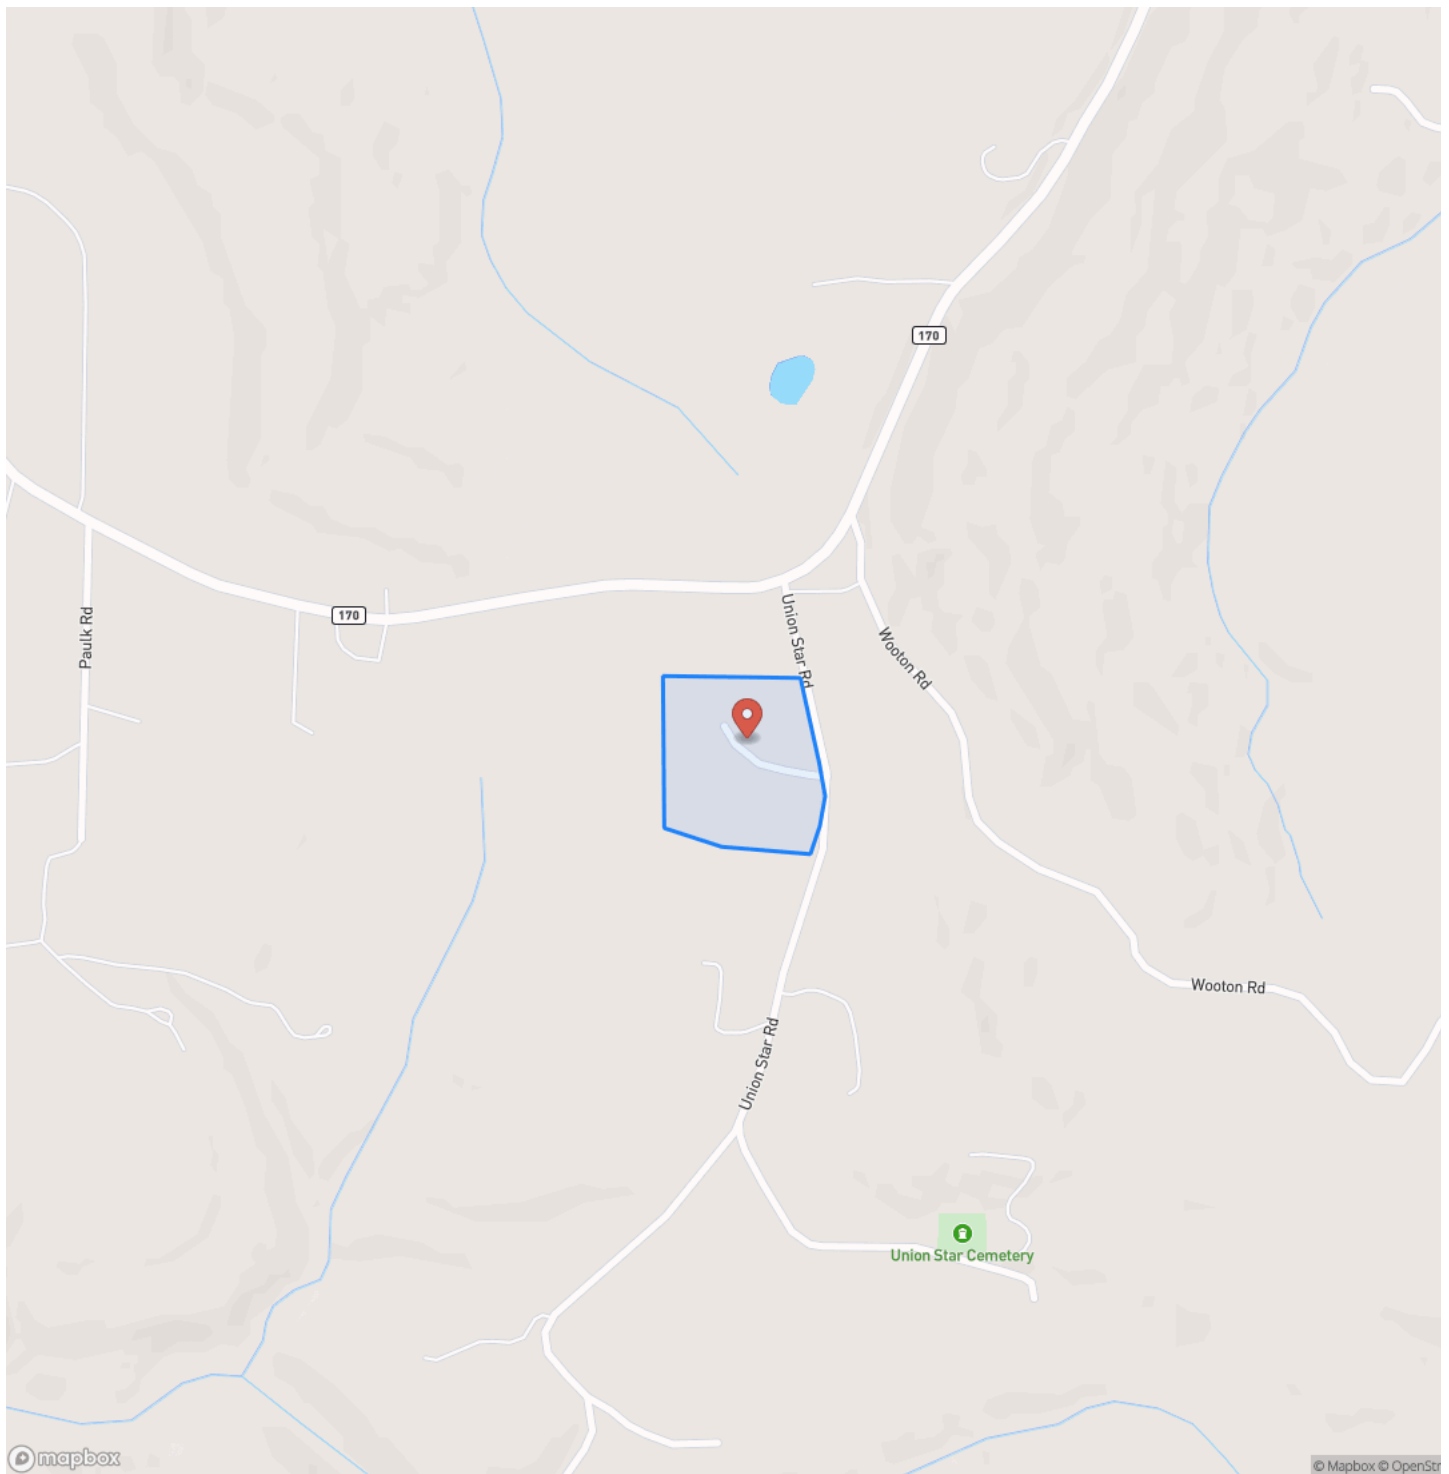 170
170
Paulk Rd
Union Star Rd
Wooton Rd
Wooton Rd
Union Star Rd
Union Star Cemetery
mapbox
© Mapbox © OpenStr